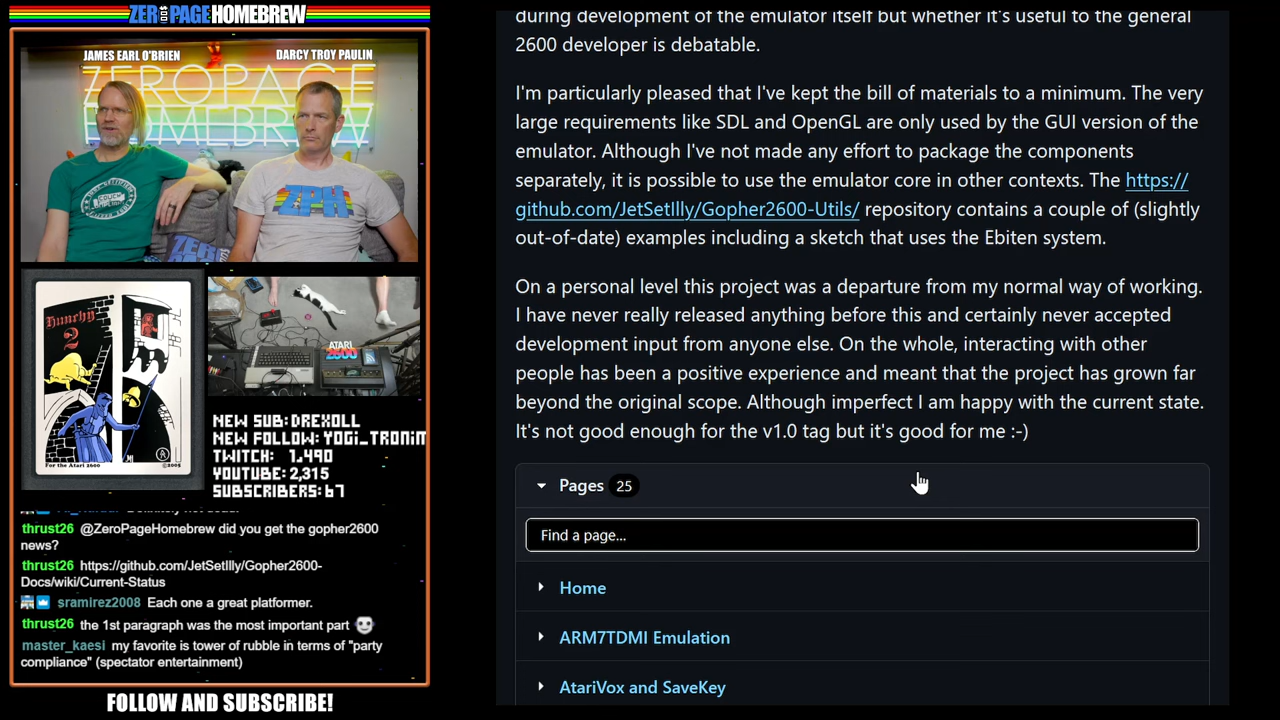 ZERO PAGE HOMEBREW
JAMES EARL O'BRIEN
DARCY TROY PAULIN
ZEROPAGE
HOMEBREW
ZPH
Hunchy
2
For the Atari 2600
©2005
ATARI
2600
NEW SUB: DREXOLL
NEW FOLLOW: YOGI_TRONIM
TWITCH: 1,490
YOUTUBE: 2,315
SUBSCRIBERS: 67
thrust26 @ZeroPageHomebrew did you get the gopher2600
news?
thrust26 https://github.com/JetSetIlly/Gopher2600-
Docs/wiki/Current-Status
sramirez2008 Each one a great platformer.
thrust26 the 1st paragraph was the most important part
master_kaesi my favorite is tower of rubble in terms of "party
compliance" (spectator entertainment)
FOLLOW AND SUBSCRIBE!
during development of the emulator itself but whether it's useful to the general
2600 developer is debatable.
I'm particularly pleased that I've kept the bill of materials to a minimum. The very
large requirements like SDL and OpenGL are only used by the GUI version of the
emulator. Although I've not made any effort to package the components
separately, it is possible to use the emulator core in other contexts. The https://
github.com/JetSetIlly/Gopher2600-Utils/ repository contains a couple of (slightly
out-of-date) examples including a sketch that uses the Ebiten system.
On a personal level this project was a departure from my normal way of working.
I have never really released anything before this and certainly never accepted
development input from anyone else. On the whole, interacting with other
people has been a positive experience and meant that the project has grown far
beyond the original scope. Although imperfect I am happy with the current state.
It's not good enough for the v1.0 tag but it's good for me :-)
Pages 25
Find a page...
Home
ARM7TDMI Emulation
AtariVox and SaveKey